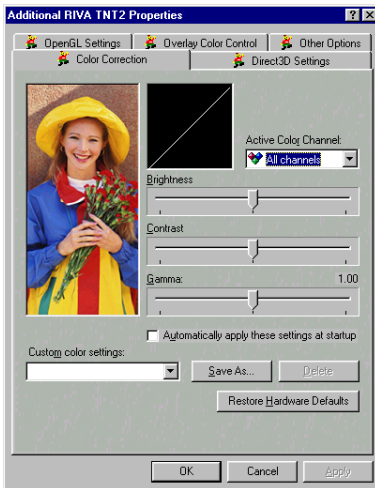 Additional RIVA TNT2 Properties
OpenGL Settings
Overlay Color Control
Other Options
Color Correction
Direct3D Settings
Active Color Channel:
All channels
Brightness
Contrast
Gamma: 1.00
Automatically apply these settings at startup
Custom color settings:
Save As...
Delete
Restore Hardware Defaults
OK
Cancel
Apply